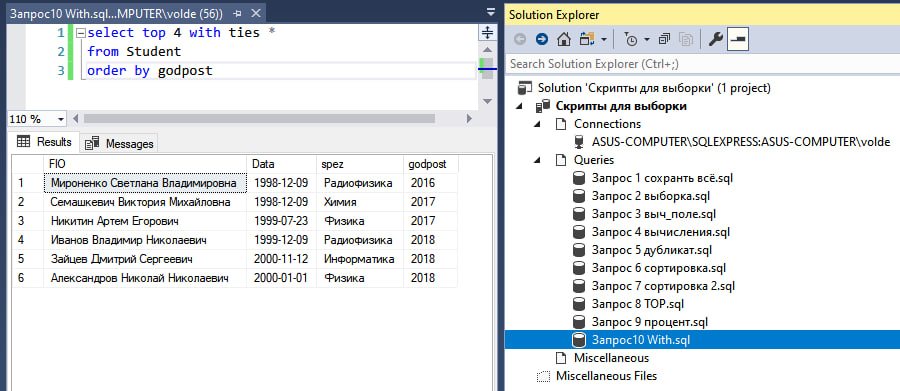 Запрос10 With.sql...MPUTER\volde (56))
1 select top 4 with ties *
2 from Student
3 order by godpost
110 %
Results Messages
FIO Data spez godpost
1 Мироненко Светлана Владимировна 1998-12-09 Радиофизика 2016
2 Семашкевич Виктория Михайловна 1998-12-09 Химия 2017
3 Никитин Артем Егорович 1999-07-23 Физика 2017
4 Иванов Владимир Николаевич 1999-12-09 Радиофизика 2018
5 Зайцев Дмитрий Сергеевич 2000-11-12 Информатика 2018
6 Александров Николай Николаевич 2000-01-01 Физика 2018
Solution Explorer
Search Solution Explorer (Ctrl+;)
Solution 'Скрипты для выборки' (1 project)
Скрипты для выборки
Connections
ASUS-COMPUTER\SQLEXPRESS:ASUS-COMPUTER\volde
Queries
Запрос 1 сохранть всё.sql
Запрос 2 выборка.sql
Запрос 3 выч_поле.sql
Запрос 4 вычисления.sql
Запрос 5 дубликат.sql
Запрос 6 сортировка.sql
Запрос 7 сортировка 2.sql
Запрос 8 TOP.sql
Запрос 9 процент.sql
Запрос10 With.sql
Miscellaneous
Miscellaneous Files